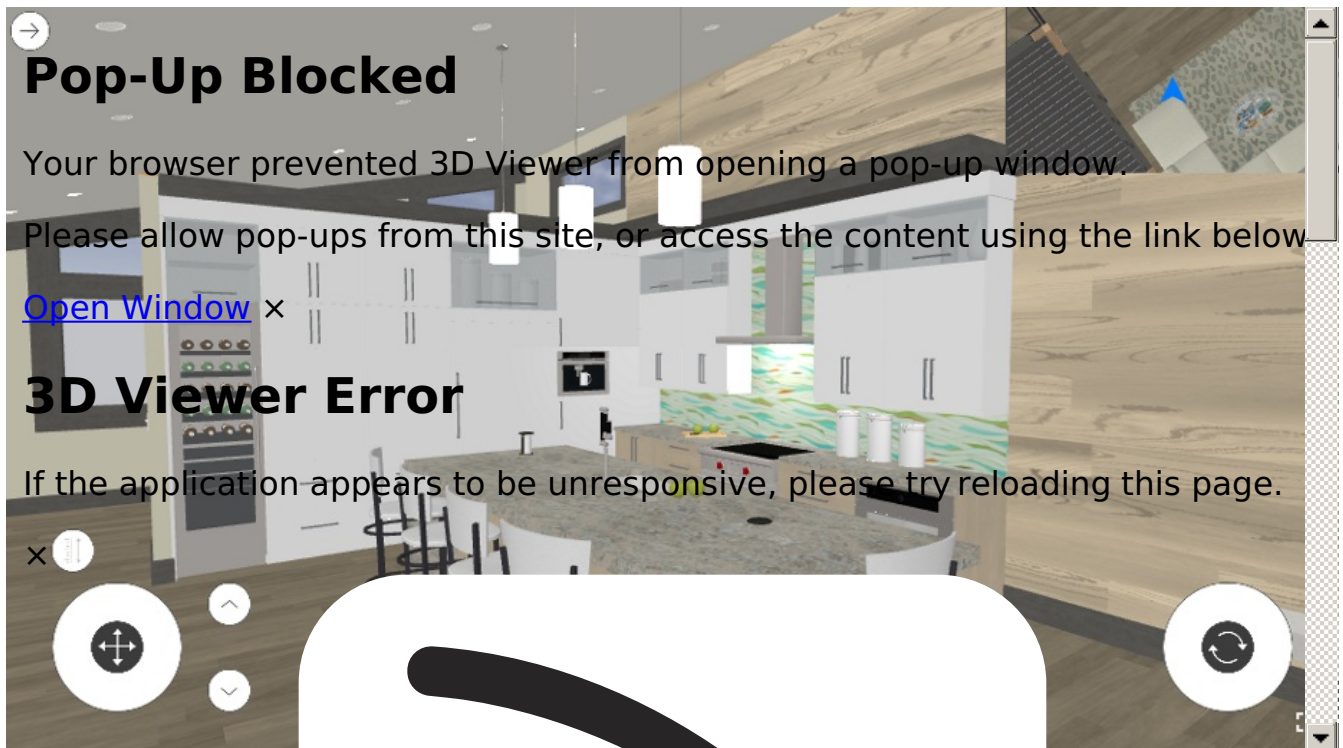 Pop-Up Blocked
Your browser prevented 3D Viewer from opening a pop-up window.
Please allow pop-ups from this site, or access the content using the link below
Open Window ×
3D Viewer Error
If the application appears to be unresponsive, please try reloading this page.
×